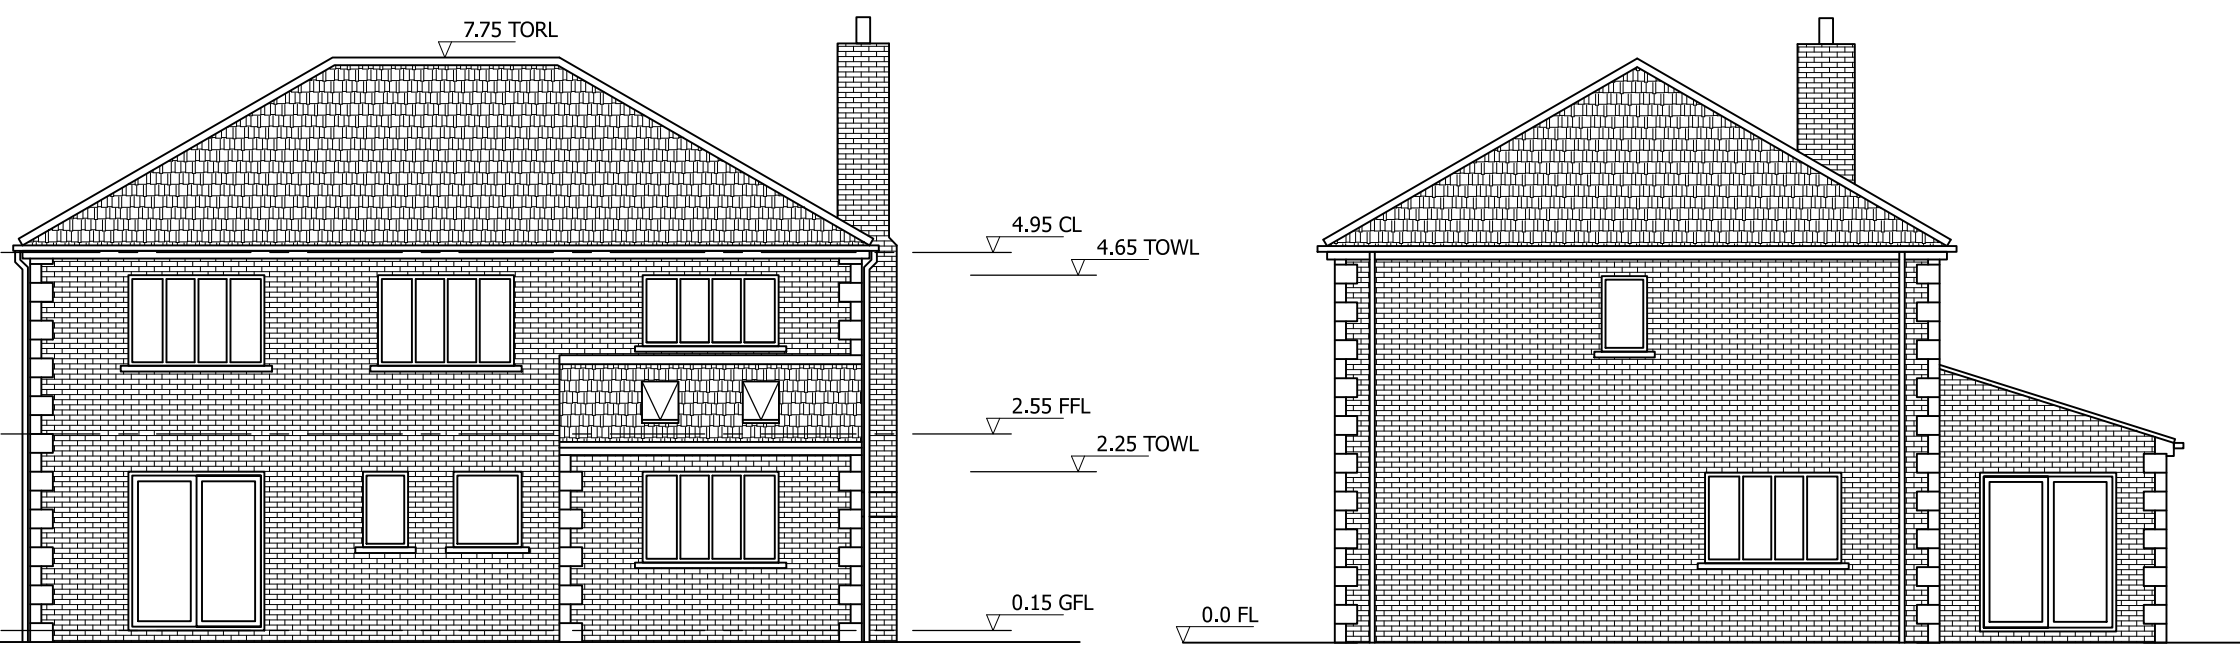 7.75 TORL
4.95 CL
4.65 TOWL
2.55 FFL
2.25 TOWL
0.15 GFL
0.0 FL